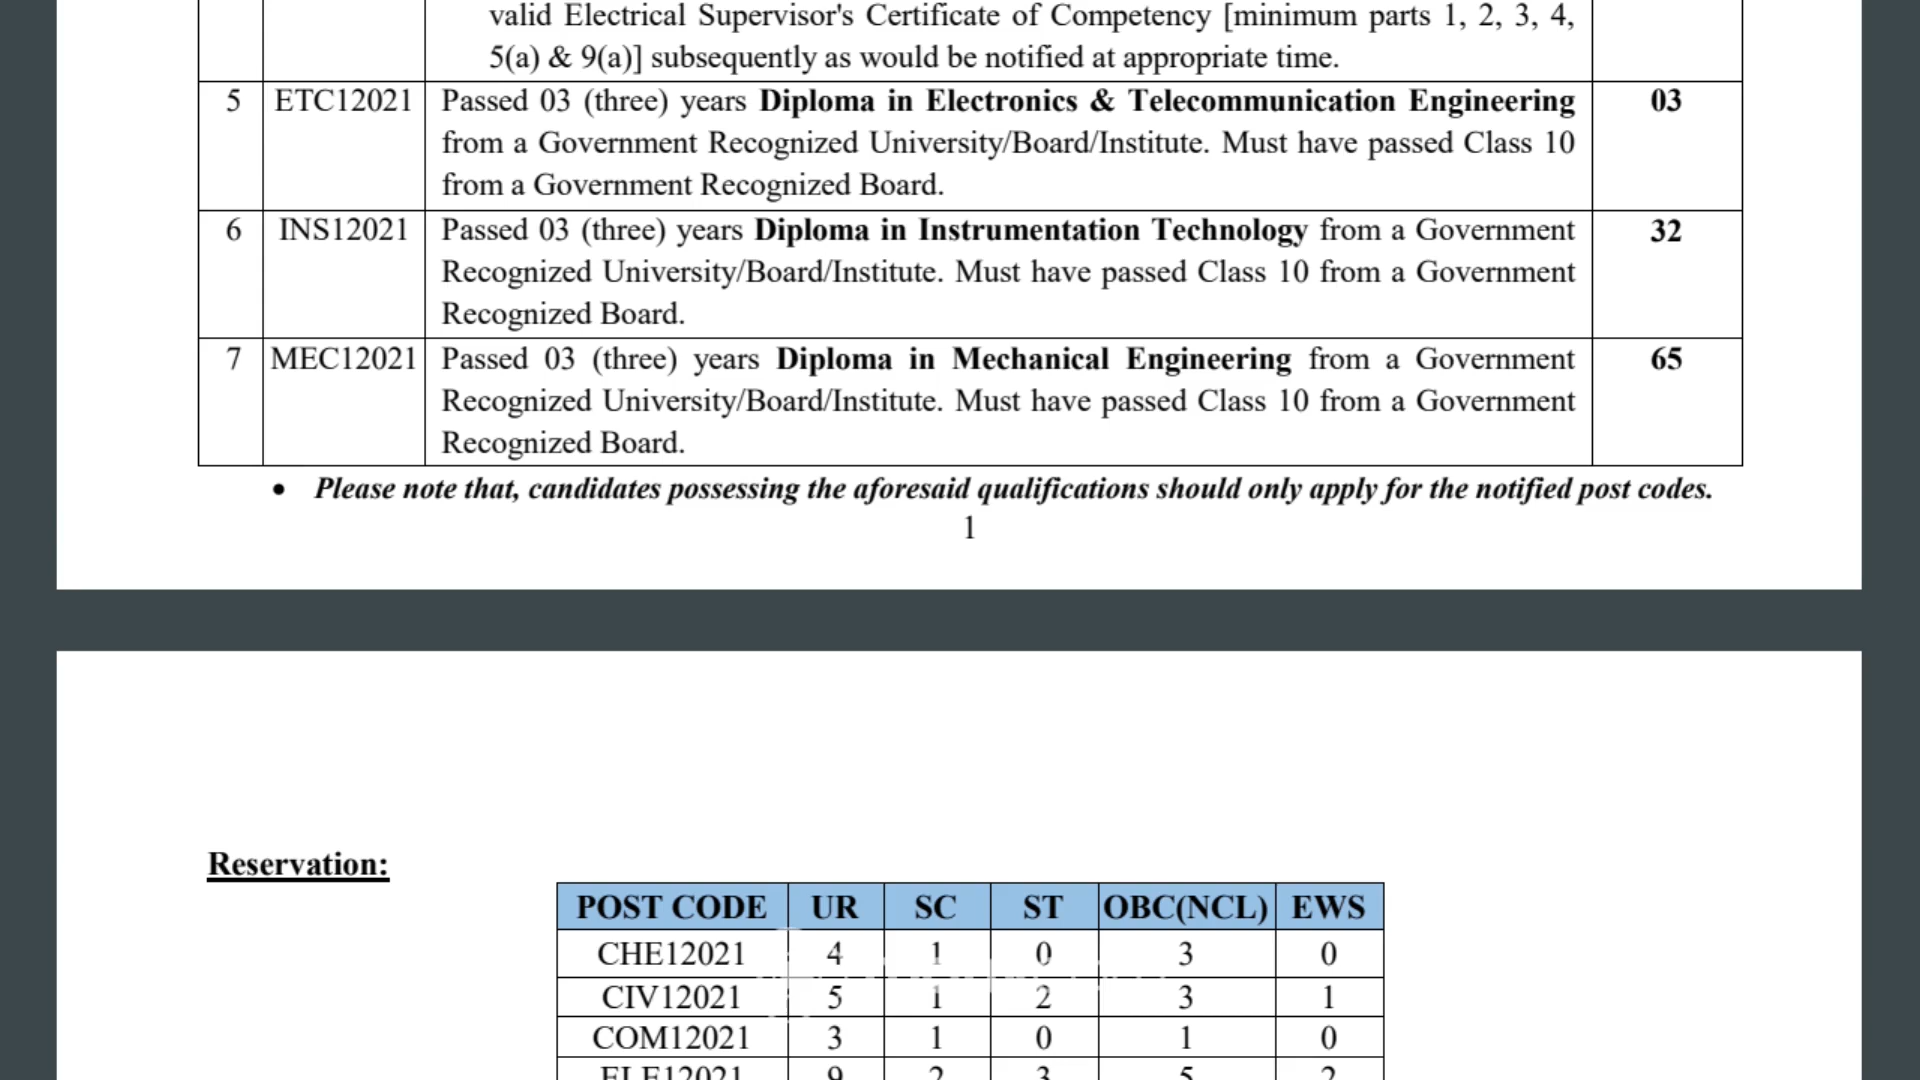 valid Electrical Supervisor's Certificate of Competency [minimum parts 1, 2, 3, 4,
5(a) & 9(a)] subsequently as would be notified at appropriate time.
5 ETC12021 Passed 03 (three) years Diploma in Electronics & Telecommunication Engineering 03
from a Government Recognized University/Board/Institute. Must have passed Class 10
from a Government Recognized Board.
6 INS12021 Passed 03 (three) years Diploma in Instrumentation Technology from a Government 32
Recognized University/Board/Institute. Must have passed Class 10 from a Government
Recognized Board.
7 MEC12021 Passed 03 (three) years Diploma in Mechanical Engineering from a Government 65
Recognized University/Board/Institute. Must have passed Class 10 from a Government
Recognized Board.
• Please note that, candidates possessing the aforesaid qualifications should only apply for the notified post codes.
1
Reservation:
POST CODE UR SC ST OBC(NCL) EWS
CHE12021 4 1 0 3 0
CIV12021 5 1 2 3 1
COM12021 3 1 0 1 0
ELE12021 9 2 3 5 2